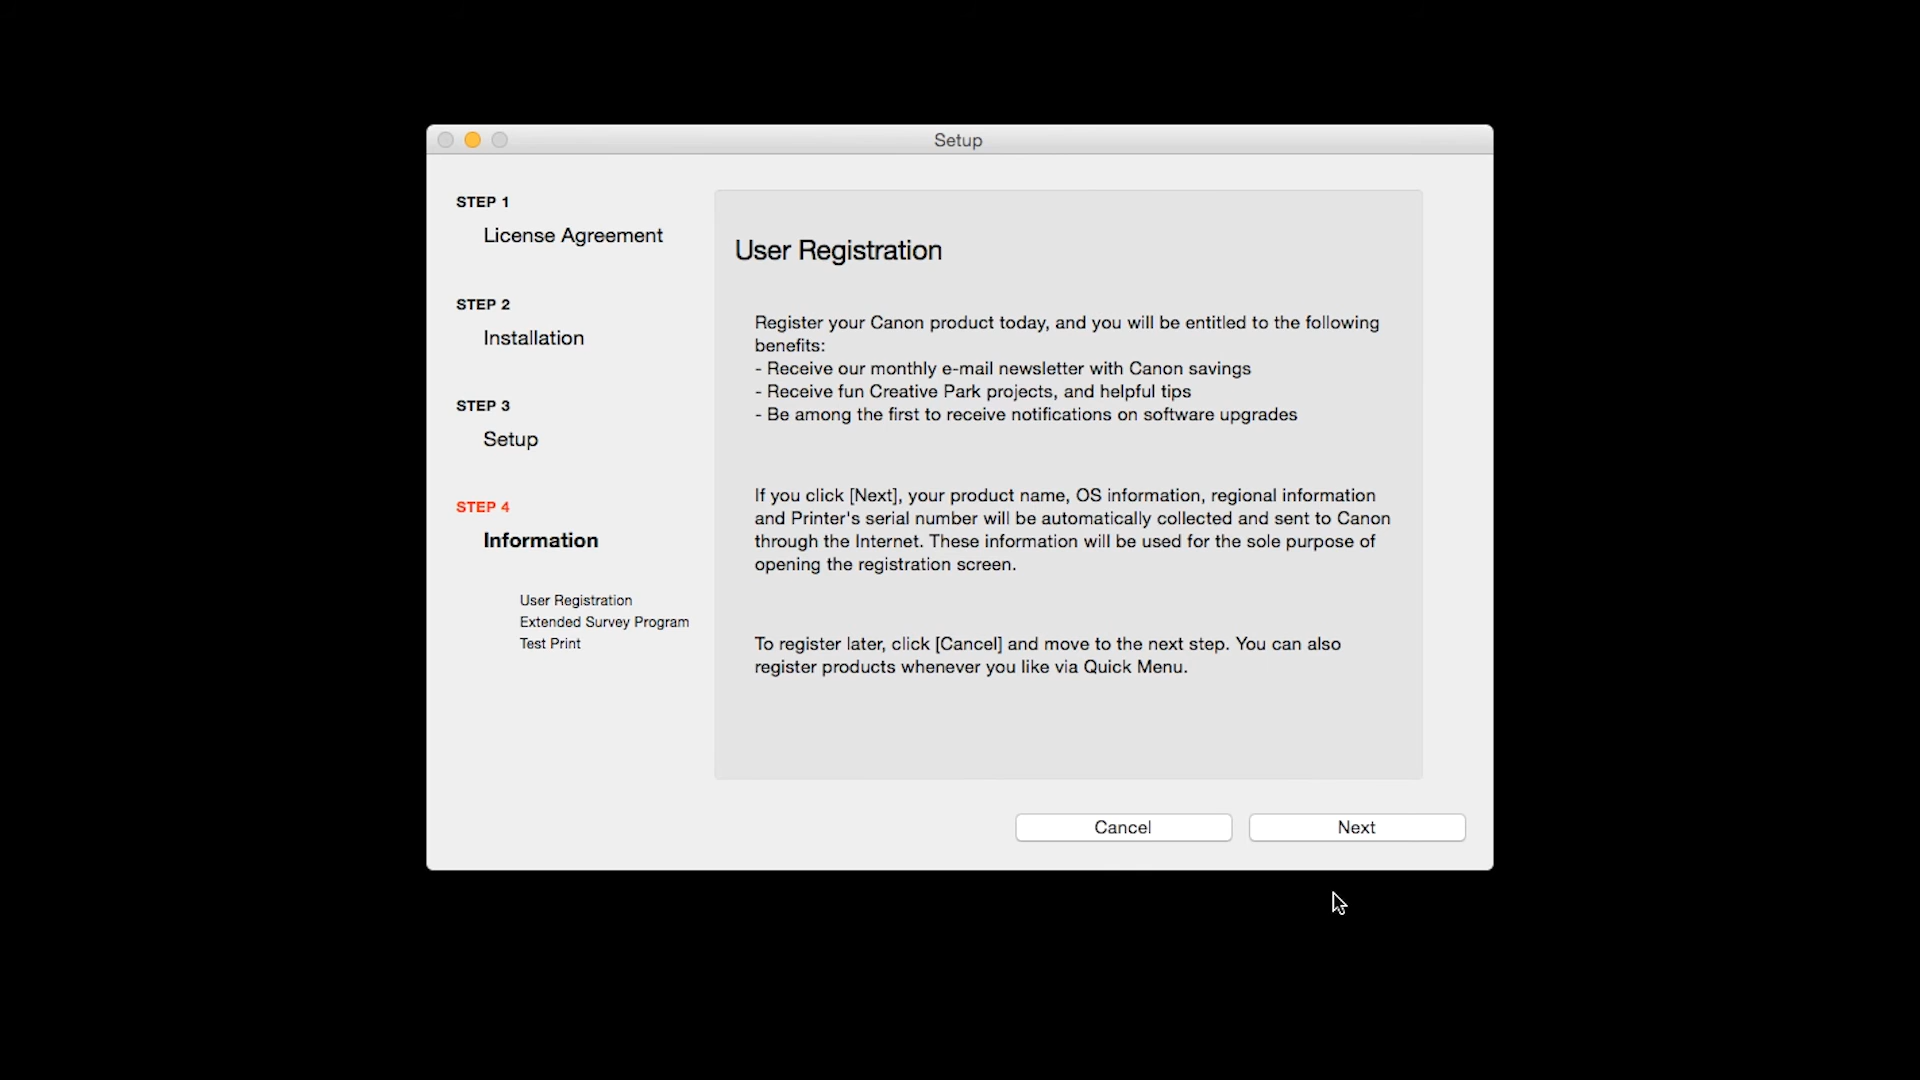 Setup
STEP 1
License Agreement
STEP 2
Installation
STEP 3
Setup
STEP 4
Information
User Registration
Extended Survey Program
Test Print
User Registration
Register your Canon product today, and you will be entitled to the following
benefits:
- Receive our monthly e-mail newsletter with Canon savings
- Receive fun Creative Park projects, and helpful tips
- Be among the first to receive notifications on software upgrades
If you click [Next], your product name, OS information, regional information
and Printer's serial number will be automatically collected and sent to Canon
through the Internet. These information will be used for the sole purpose of
opening the registration screen.
To register later, click [Cancel] and move to the next step. You can also
register products whenever you like via Quick Menu.
Cancel
Next